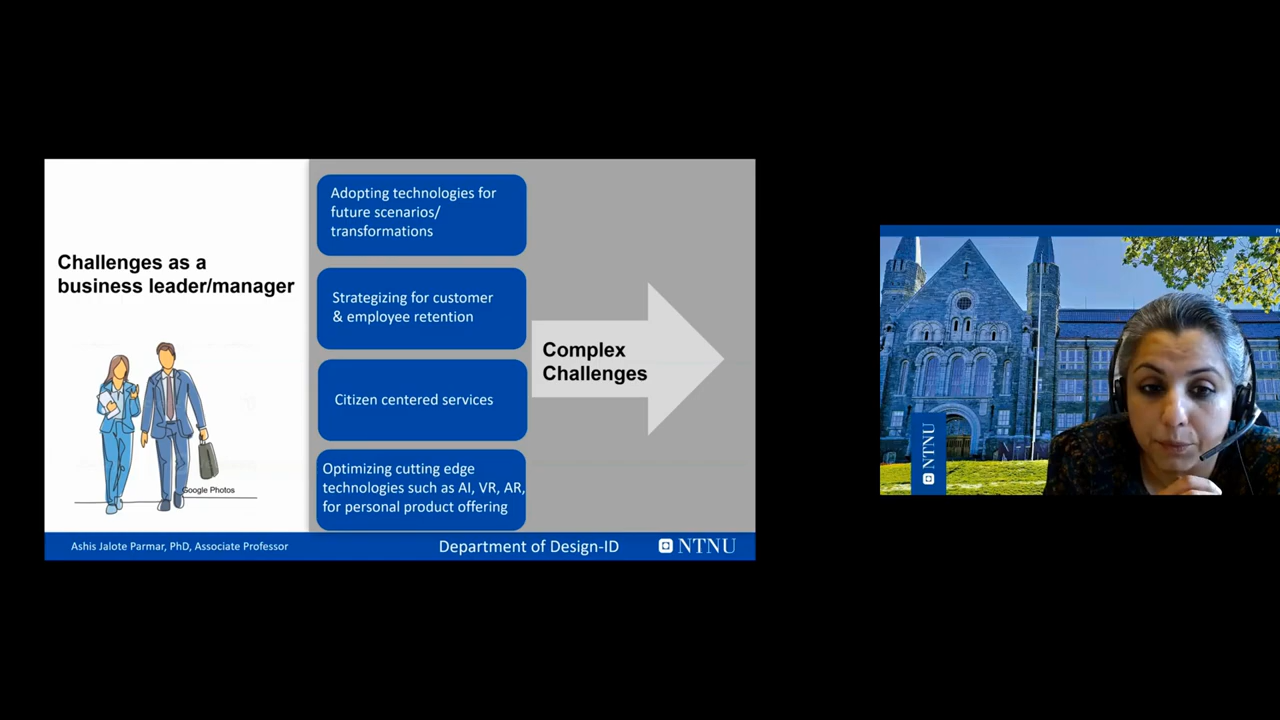 Challenges as a
business leader/manager
Google Photos
Adopting technologies for
future scenarios/
transformations
Strategizing for customer
& employee retention
Citizen centered services
Optimizing cutting edge
technologies such as AI, VR, AR,
for personal product offering
Complex
Challenges
Ashis Jalote Parmar, PhD, Associate Professor
Department of Design-ID
NTNU
NTNU